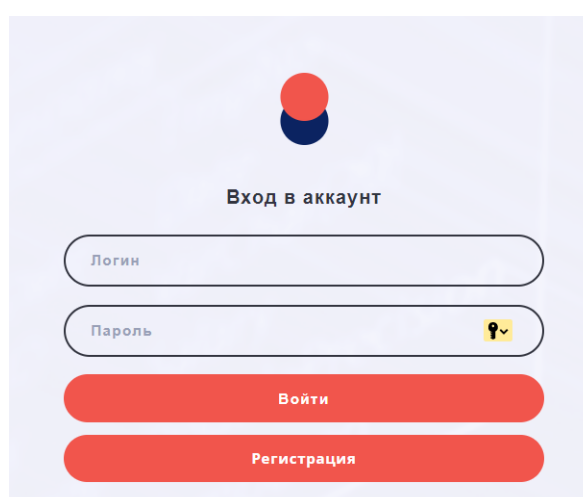 Вход в аккаунт
Логин
Пароль
Войти
Регистрация